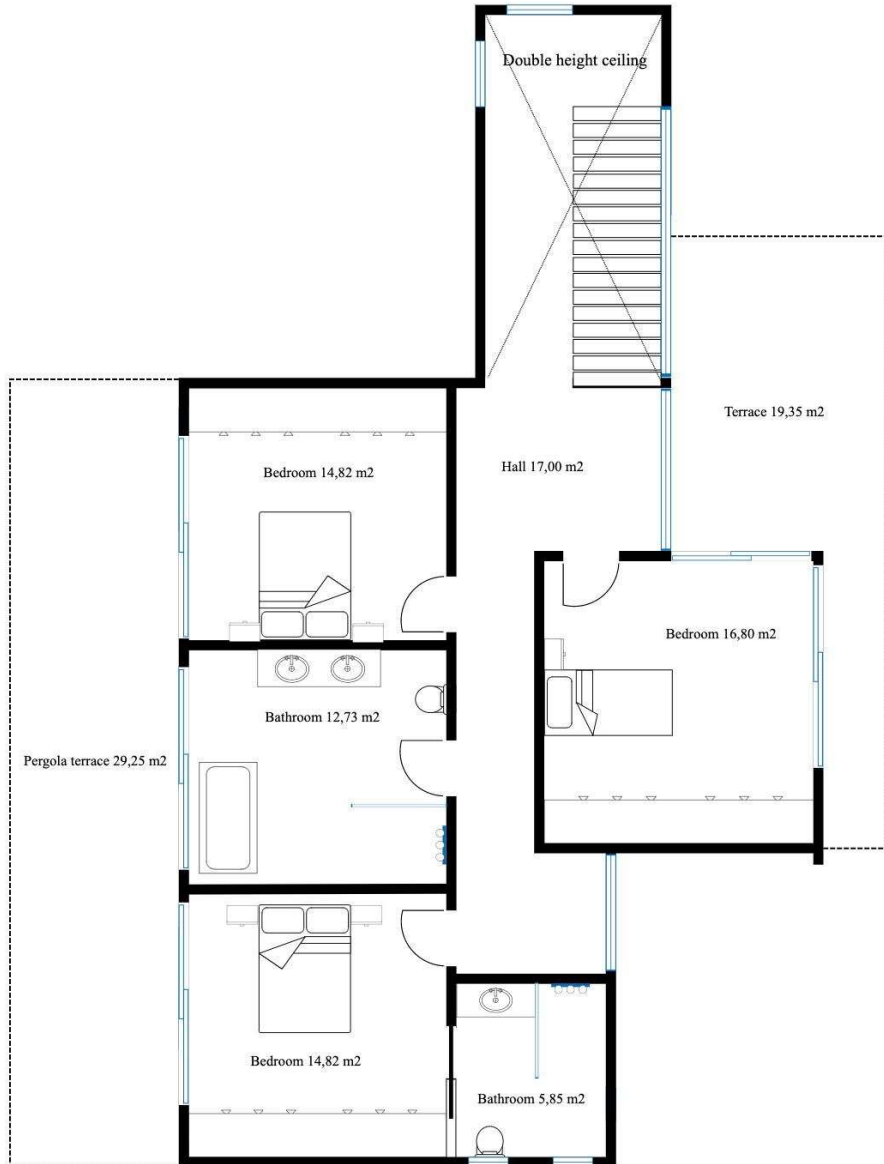 Double height ceiling
Terrace 19,35 m2
Hall 17,00 m2
Bedroom 14,82 m2
Bedroom 16,80 m2
Bathroom 12,73 m2
Pergola terrace 29,25 m2
Bedroom 14,82 m2
Bathroom 5,85 m2